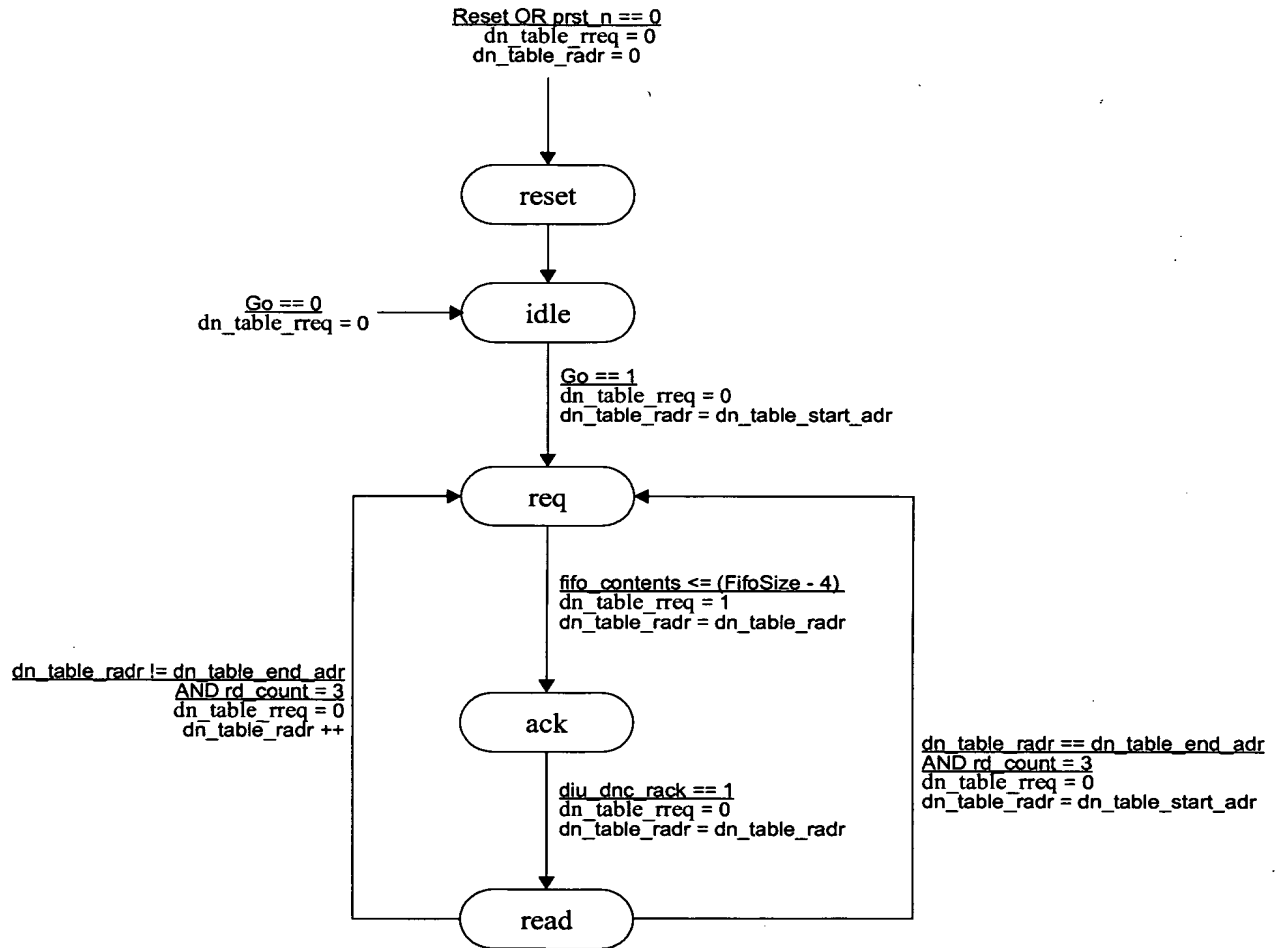 Reset OR prst_n == 0
dn_table_rreq = 0
dn_table_radr = 0
reset
idle
Go == 0
dn_table_rreq = 0
Go == 1
dn_table_rreq = 0
dn_table_radr = dn_table_start_adr
req
fifo_contents <= (FifoSize - 4)
dn_table_rreq = 1
dn_table_radr = dn_table_radr
dn_table_radr != dn_table_end_adr
AND rd_count = 3
dn_table_rreq = 0
dn_table_radr ++
ack
dn_table_radr == dn_table_end_adr
AND rd_count = 3
dn_table_rreq = 0
dn_table_radr = dn_table_start_adr
diu_dnc_rack == 1
dn_table_rreq = 0
dn_table_radr = dn_table_radr
read